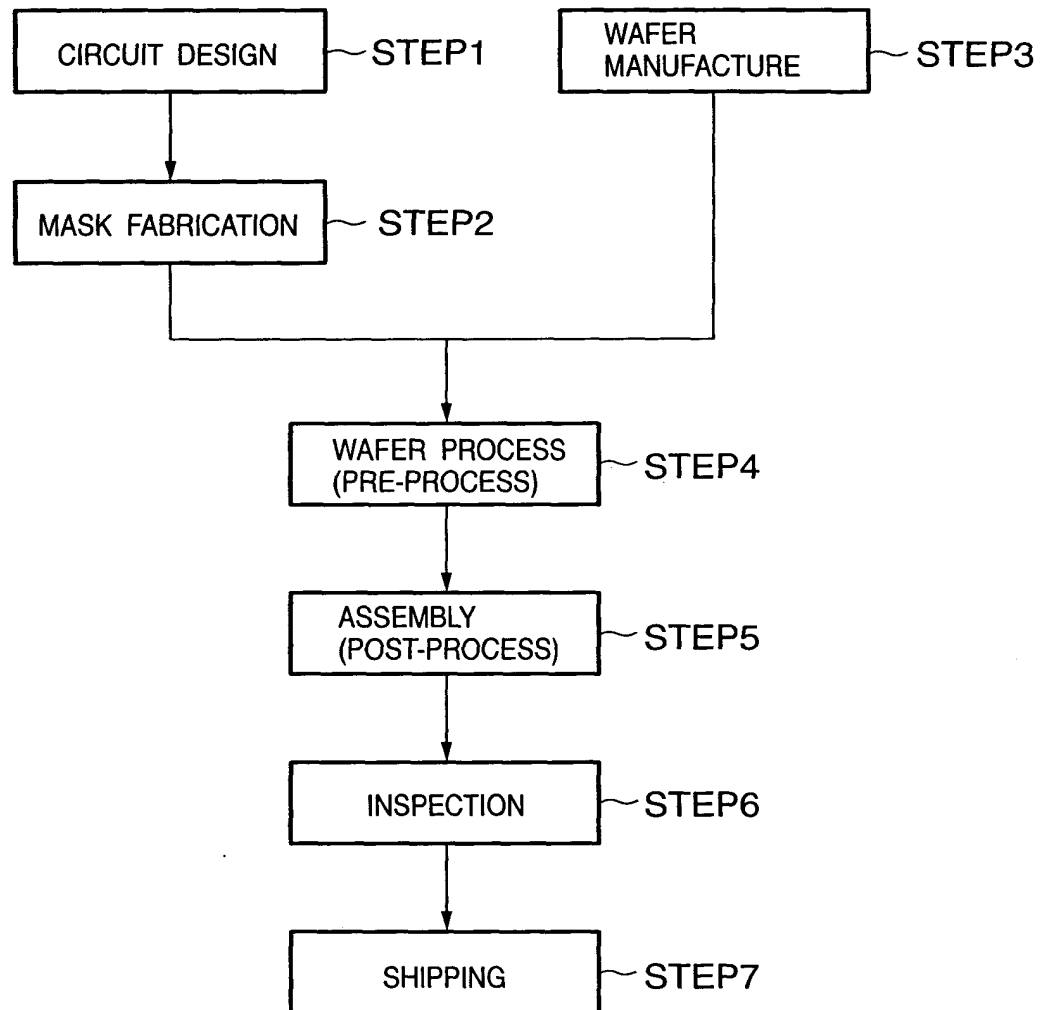 CIRCUIT DESIGN
STEP1
WAFER
MANUFACTURE
STEP3
MASK FABRICATION
STEP2
WAFER PROCESS
(PRE-PROCESS)
STEP4
ASSEMBLY
(POST-PROCESS)
STEP5
INSPECTION
STEP6
SHIPPING
STEP7